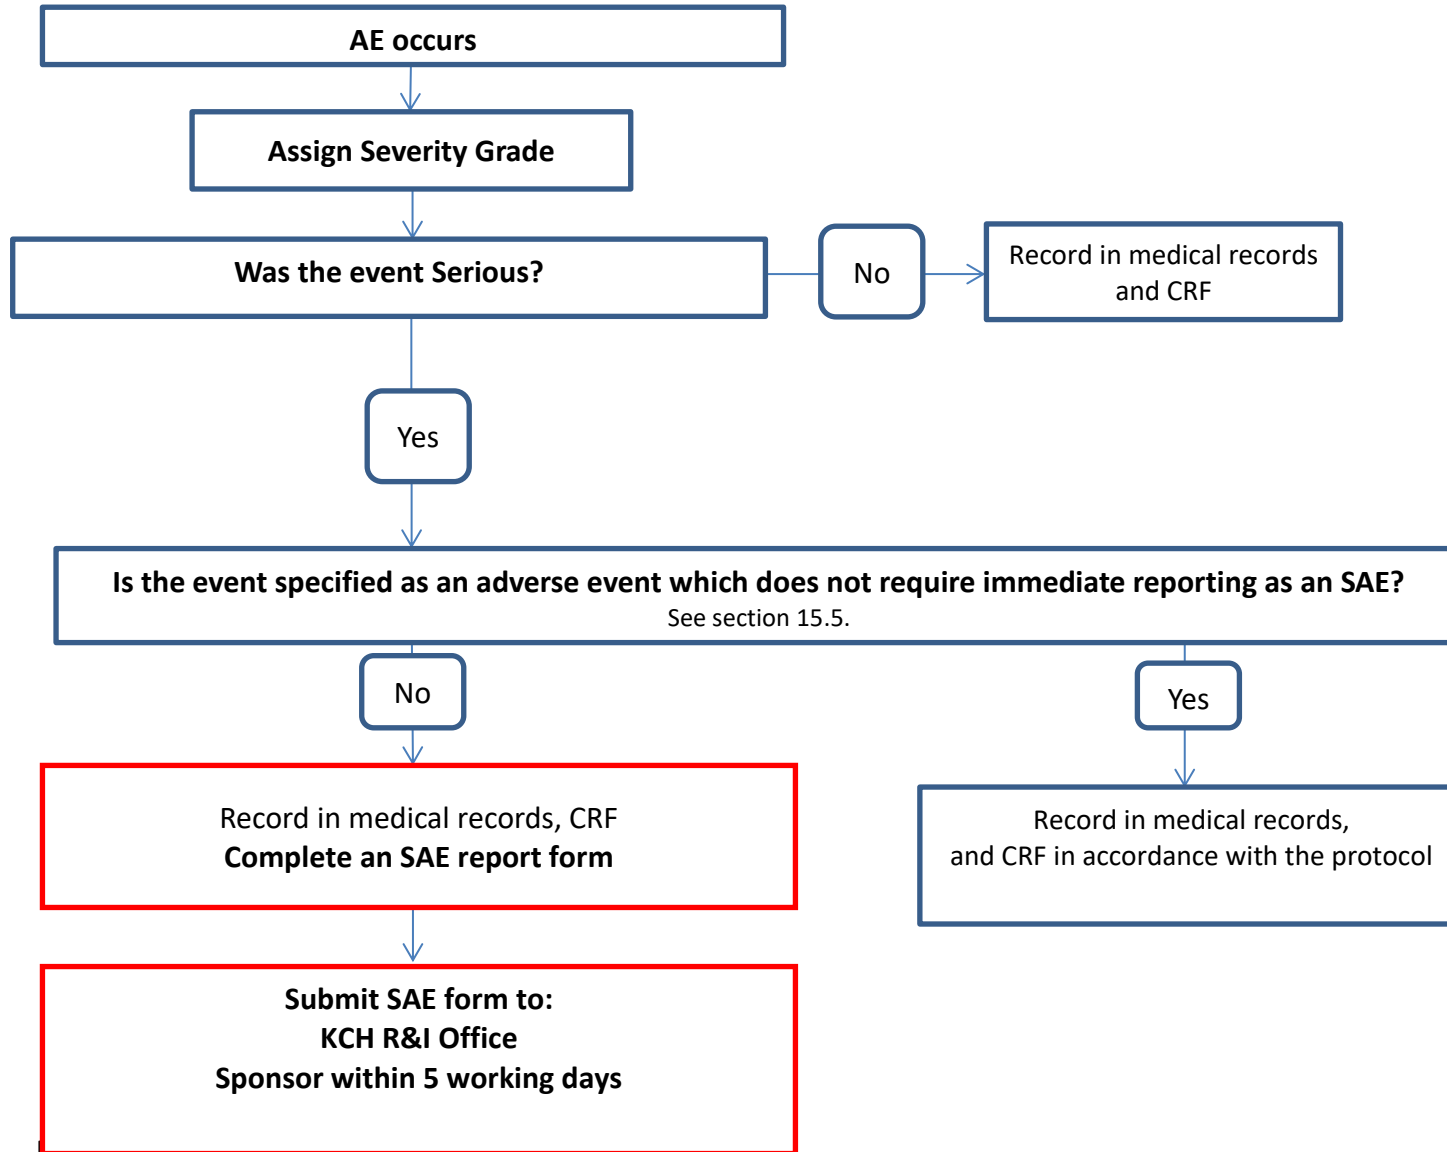 AE occurs
Assign Severity Grade
Was the event Serious?
No
Record in medical records
and CRF
Yes
Is the event specified as an adverse event which does not require immediate reporting as an SAE?
See section 15.5.
No
Yes
Record in medical records, CRF
Complete an SAE report form
Record in medical records,
and CRF in accordance with the protocol
Submit SAE form to:
KCH R&I Office
Sponsor within 5 working days